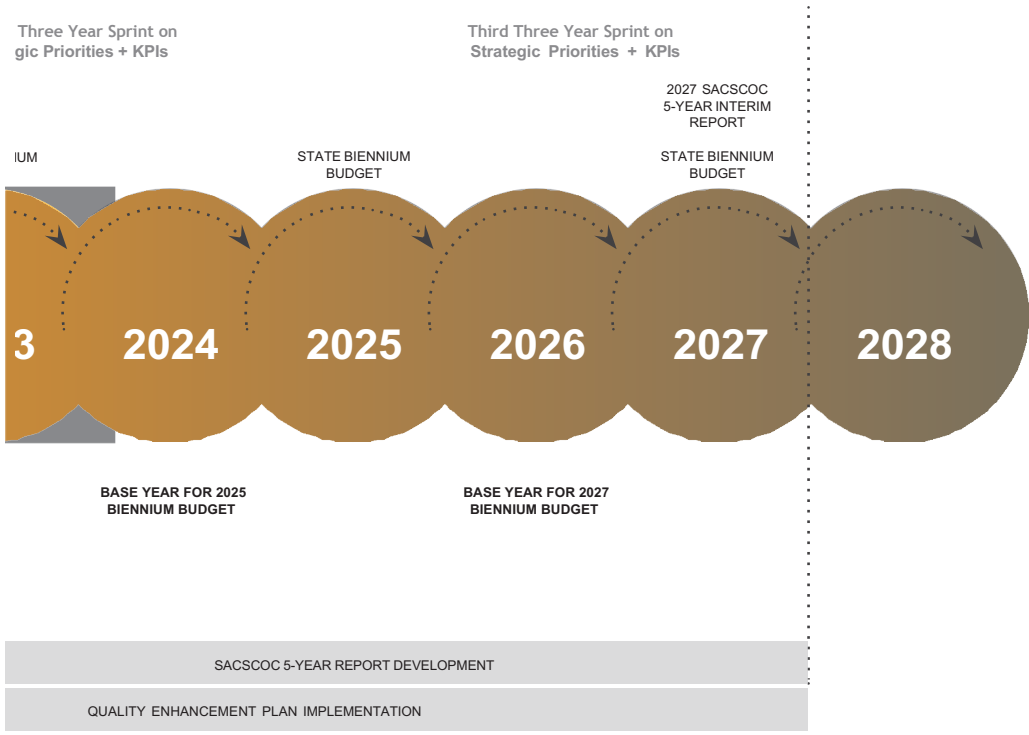 Three Year Sprint on
gic Priorities + KPIs
Third Three Year Sprint on
Strategic Priorities + KPIs
2027 SACSCOC
5-YEAR INTERIM
REPORT
IUM
STATE BIENNIUM
BUDGET
STATE BIENNIUM
BUDGET
3
2024
2025
2026
2027
2028
BASE YEAR FOR 2025
BIENNIUM BUDGET
BASE YEAR FOR 2027
BIENNIUM BUDGET
SACSCOC 5-YEAR REPORT DEVELOPMENT
QUALITY ENHANCEMENT PLAN IMPLEMENTATION